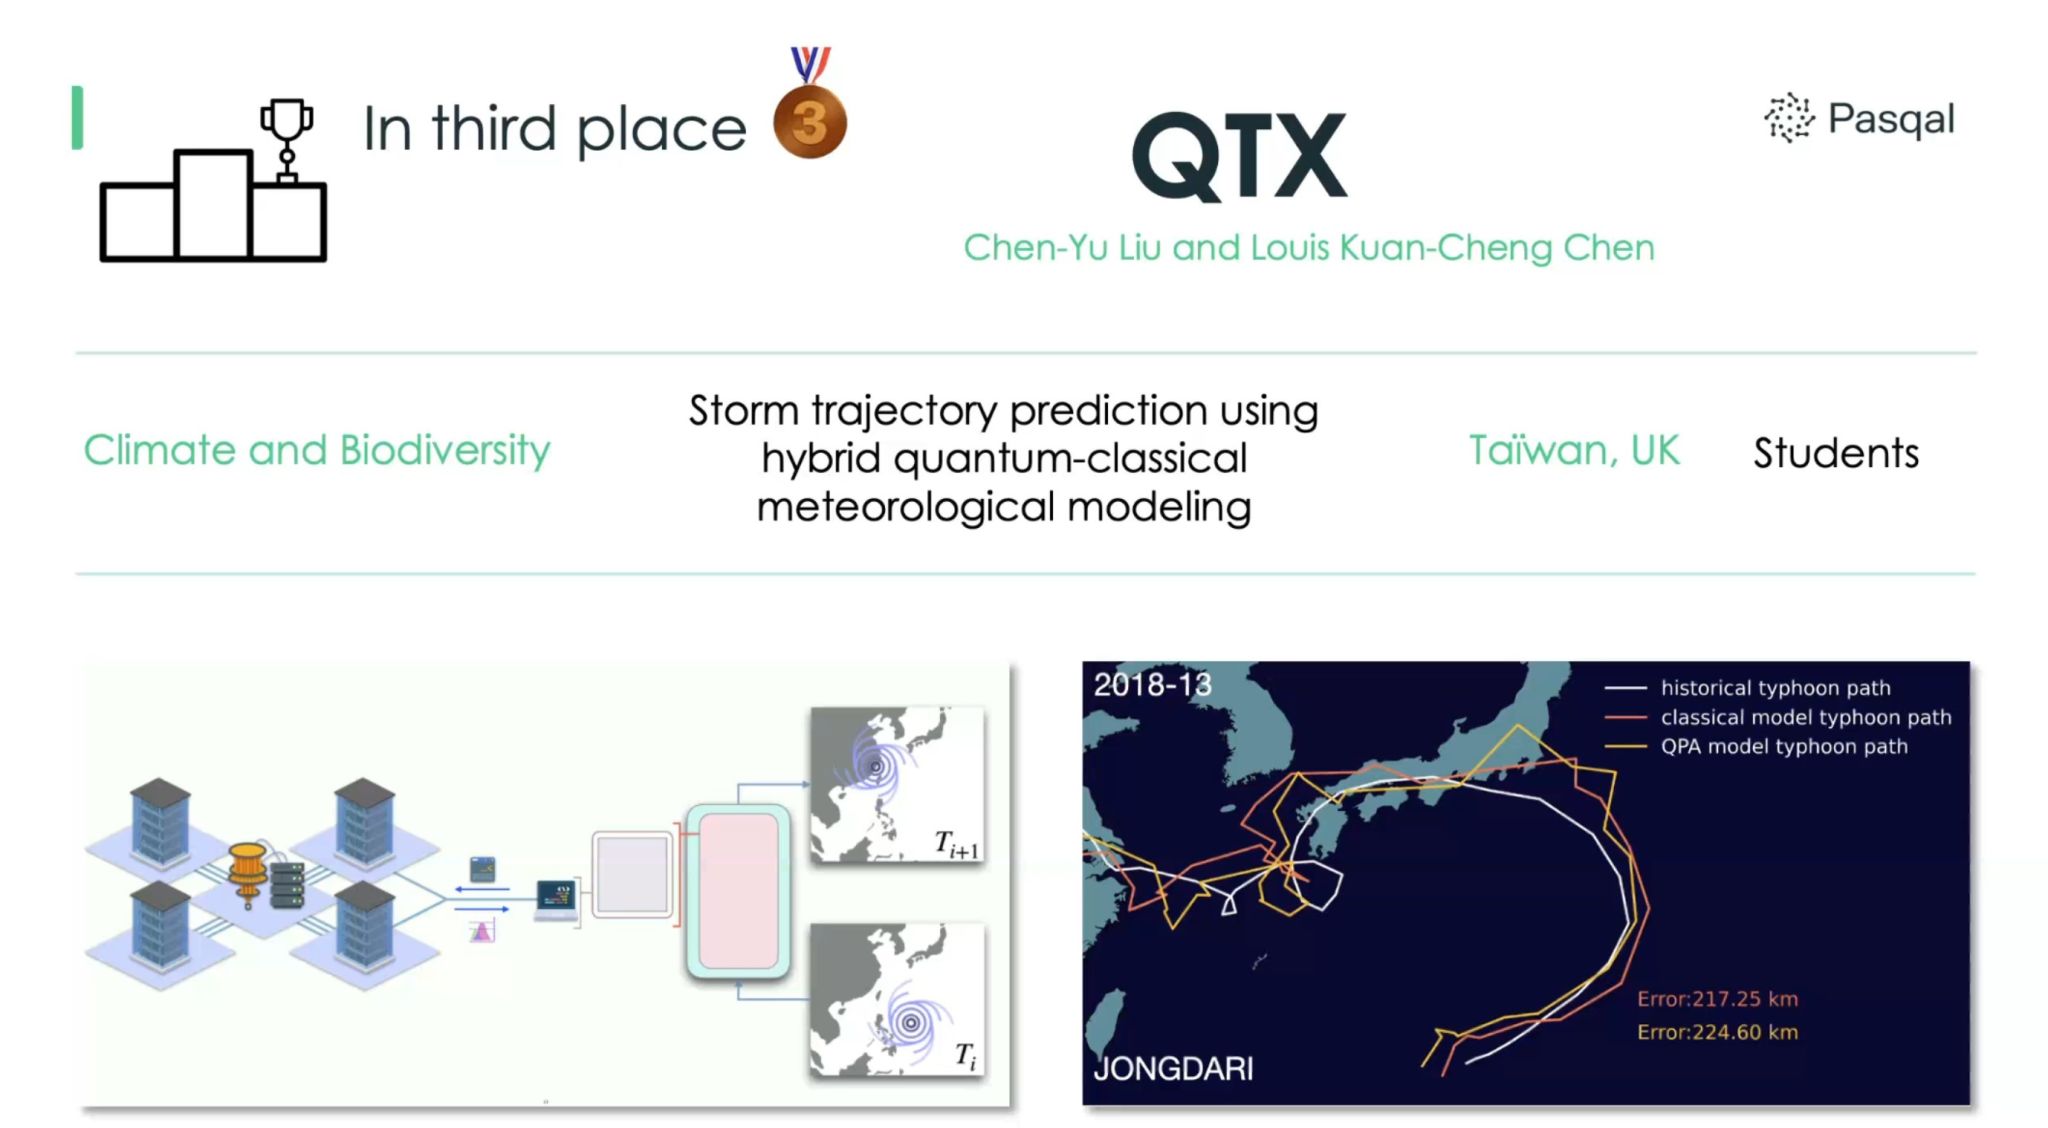 In third place
3
QTX
Pasqal
Chen-Yu Liu and Louis Kuan-Cheng Chen
Climate and Biodiversity
Storm trajectory prediction using
hybrid quantum-classical
meteorological modeling
Taïwan, UK
Students
T_{i+1}
T_i
2018-13
historical typhoon path
classical model typhoon path
QPA model typhoon path
Error:217.25 km
Error:224.60 km
JONGDARI